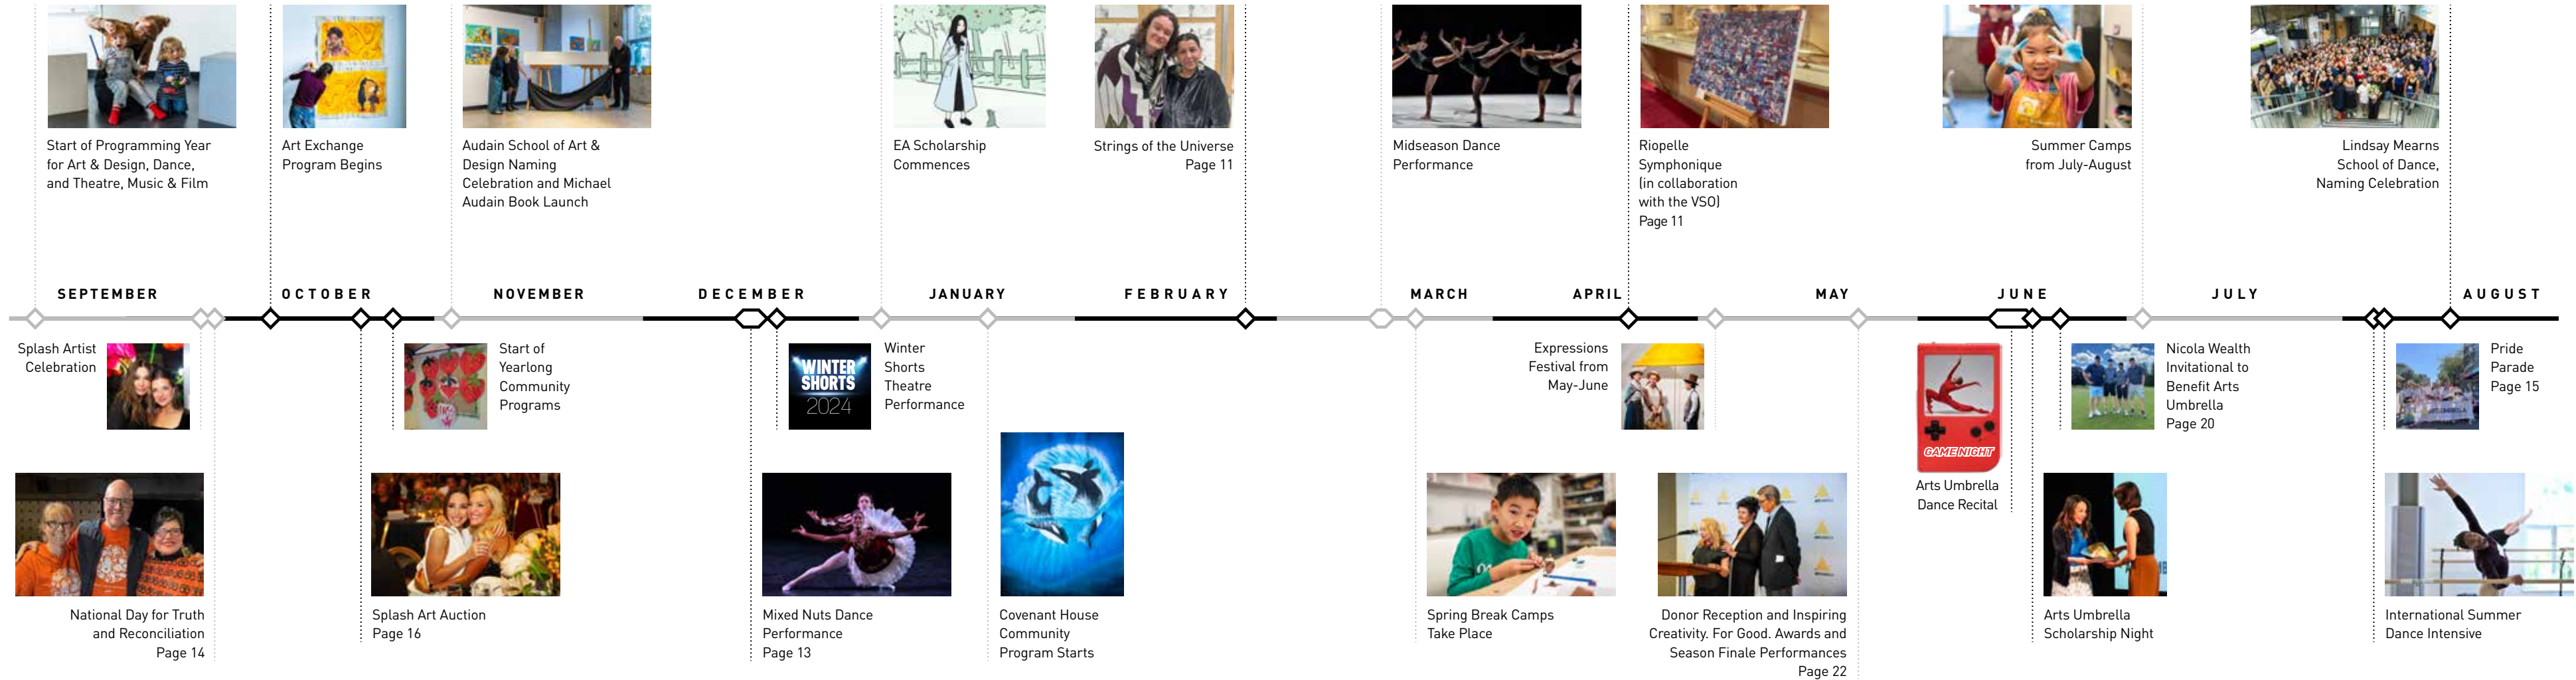 Start of Programming Year
for Art & Design, Dance,
and Theatre, Music & Film
Art Exchange
Program Begins
Audain School of Art &
Design Naming
Celebration and Michael
Audain Book Launch
EA Scholarship
Commences
Strings of the Universe
Page 11
Midseason Dance
Performance
Riopelle
Symphonique
(in collaboration
with the VSO)
Page 11
Summer Camps
from July-August
Lindsay Mearns
School of Dance,
Naming Celebration
SEPTEMBER
OCTOBER
NOVEMBER
DECEMBER
JANUARY
FEBRUARY
MARCH
APRIL
MAY
JUNE
JULY
AUGUST
Splash Artist
Celebration
Start of
Yearlong
Community
Programs
WINTER
SHORTS
2024
Winter
Shorts
Theatre
Performance
Expressions
Festival from
May-June
GAME NIGHT
Arts Umbrella
Dance Recital
Nicola Wealth
Invitational to
Benefit Arts
Umbrella
Page 20
Pride
Parade
Page 15
National Day for Truth
and Reconciliation
Page 14
Splash Art Auction
Page 16
Mixed Nuts Dance
Performance
Page 13
Covenant House
Community
Program Starts
Spring Break Camps
Take Place
Donor Reception and Inspiring
Creativity. For Good. Awards and
Season Finale Performances
Page 22
Arts Umbrella
Scholarship Night
International Summer
Dance Intensive